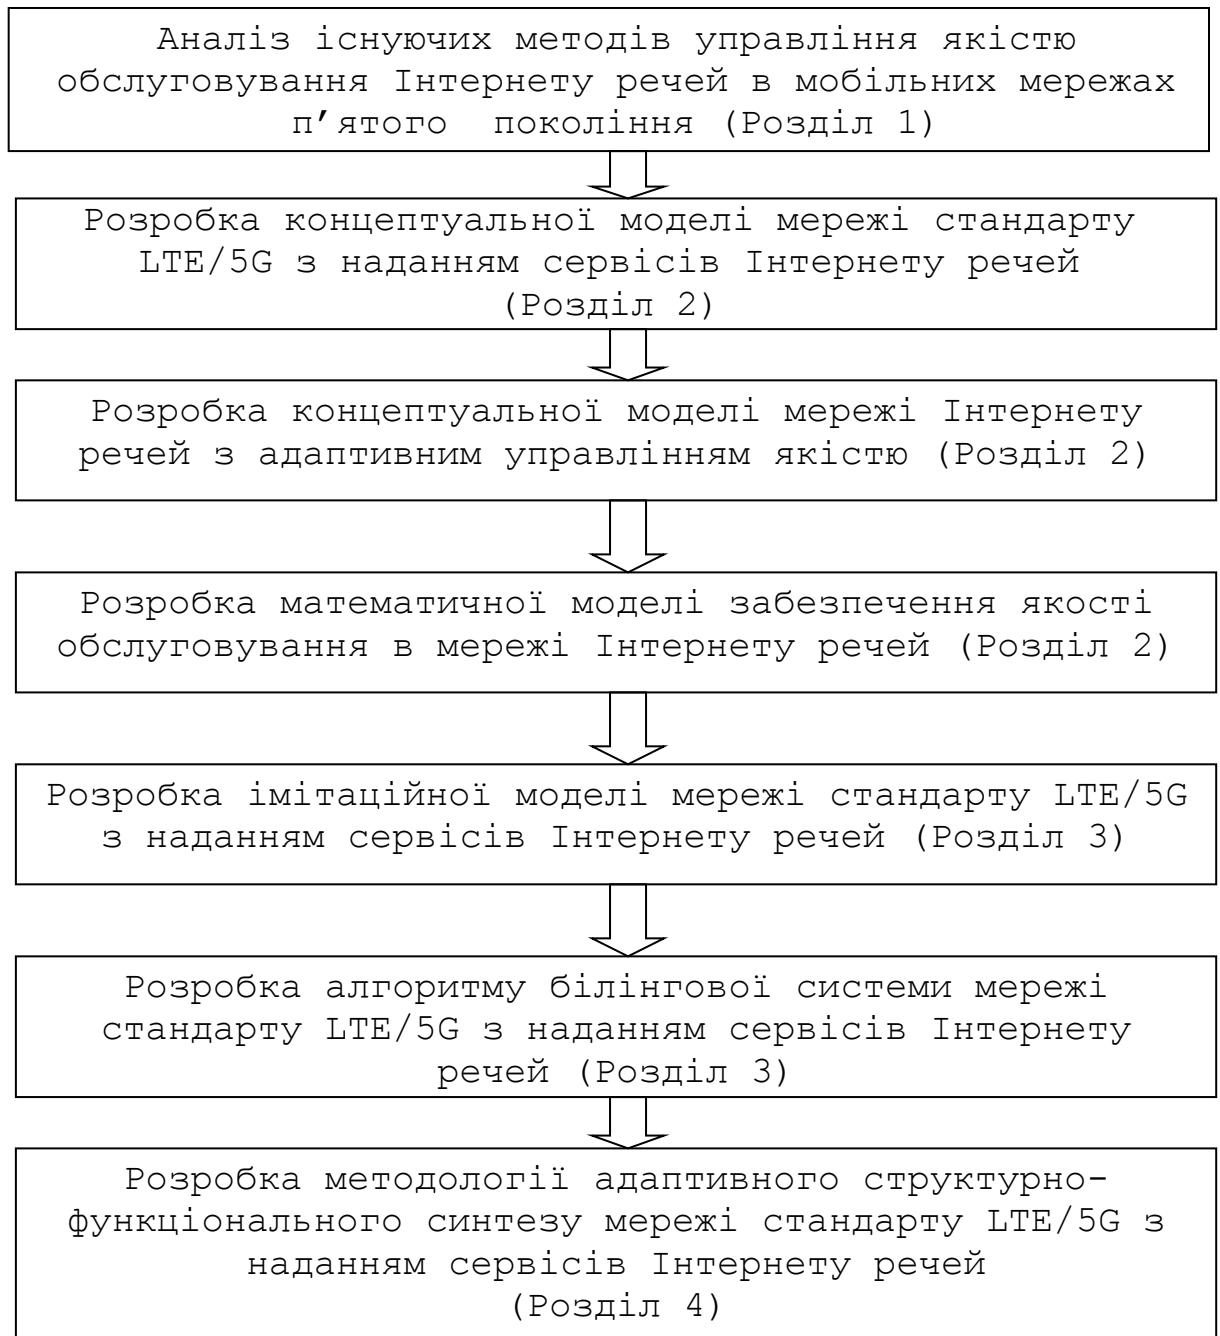 Аналіз існуючих методів управління якістю
обслуговування Інтернету речей в мобільних мережах
п’ятого покоління (Розділ 1)
Розробка концептуальної моделі мережі стандарту
LTE/5G з наданням сервісів Інтернету речей
(Розділ 2)
Розробка концептуальної моделі мережі Інтернету
речей з адаптивним управлінням якістю (Розділ 2)
Розробка математичної моделі забезпечення якості
обслуговування в мережі Інтернету речей (Розділ 2)
Розробка імітаційної моделі мережі стандарту LTE/5G
з наданням сервісів Інтернету речей (Розділ 3)
Розробка алгоритму білінгової системи мережі
стандарту LTE/5G з наданням сервісів Інтернету
речей (Розділ 3)
Розробка методології адаптивного структурно-
функціонального синтезу мережі стандарту LTE/5G з
наданням сервісів Інтернету речей
(Розділ 4)